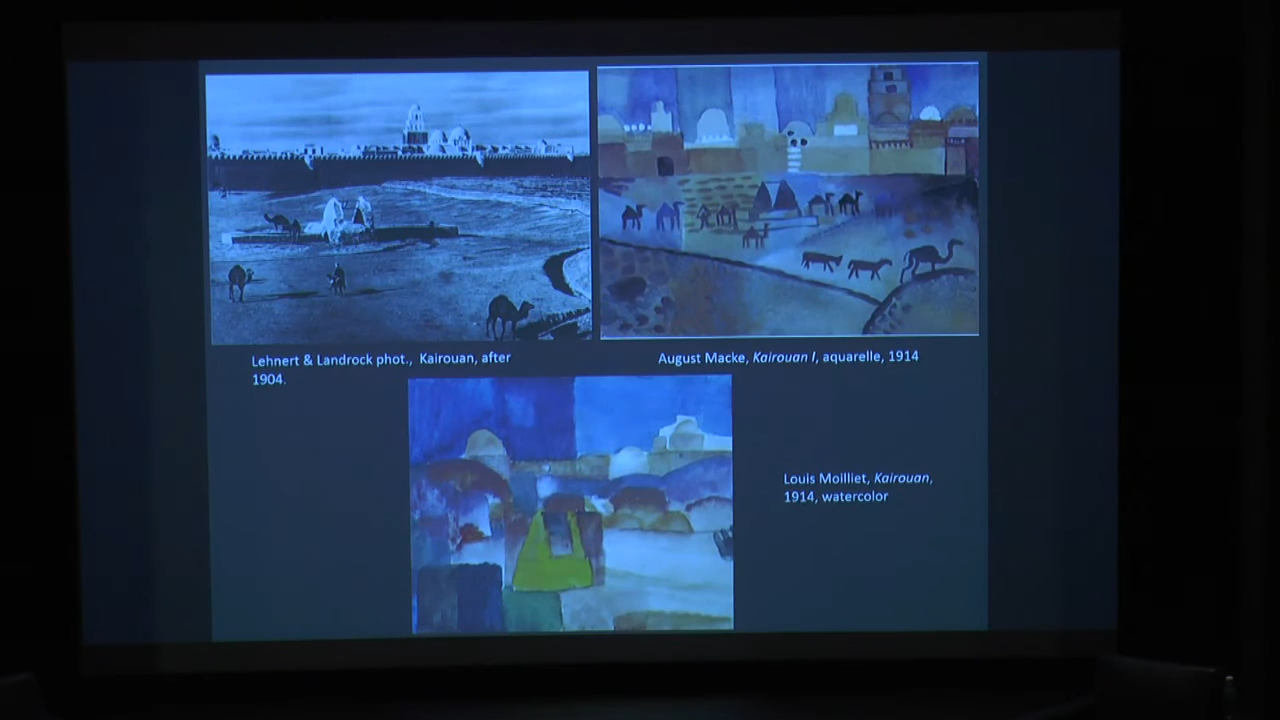 Lehnert & Landrock phot., Kairouan, after
1904.
August Macke, Kairouan I, aquarelle, 1914
Louis Moilliet, Kairouan,
1914, watercolor